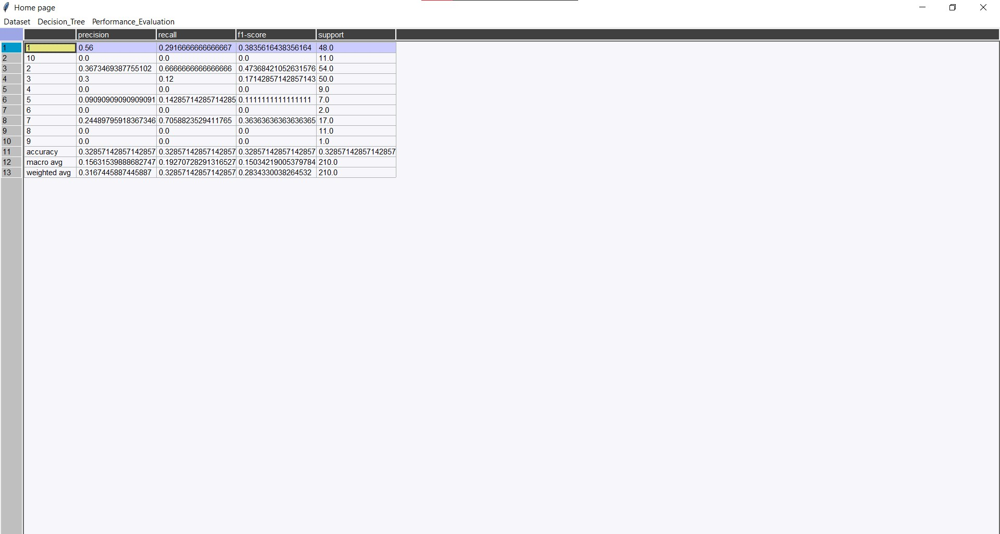 Home page
Dataset Decision_Tree Performance_Evaluation
precision recall f1-score support
1 1 0.56 0.2916666666666667 0.3835616438356164 48.0
2 10 0.0 0.0 0.0 11.0
3 2 0.3673469387755102 0.6666666666666666 0.47368421052631576 54.0
4 3 0.3 0.12 0.17142857142857143 50.0
5 4 0.0 0.0 0.0 9.0
6 5 0.09090909090909091 0.14285714285714285 0.1111111111111111 7.0
7 6 0.0 0.0 0.0 2.0
8 7 0.24489795918367346 0.7058823529411765 0.36363636363636365 17.0
9 8 0.0 0.0 0.0 11.0
10 9 0.0 0.0 0.0 1.0
11 accuracy 0.32857142857142857 0.32857142857142857 0.32857142857142857 0.32857142857142857
12 macro avg 0.15631539888682747 0.19270728291316527 0.15034219005379784 210.0
13 weighted avg 0.3167445887445887 0.32857142857142857 0.2834330038264532 210.0